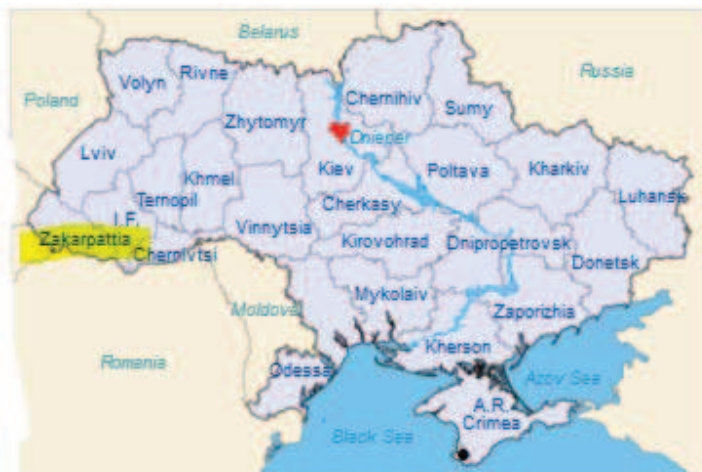 Belarus
Russia
Poland
Volyn
Rivne
Chernihiv
Sumy
Zhytomyr
Dnieper
Lviv
Khmel
Ternopil
Kiev
Poltava
Kharkiv
Luhansk
I.F.
Cherkasy
Vinnytsia
Zakarpattia
Chernivtsi
Kirovohrad
Dnipropetrovsk
Donetsk
Mykolaiv
Moldova
Zaporizhia
Romania
Kherson
Odessa
Azov Sea
A.R.
Crimea
Black Sea